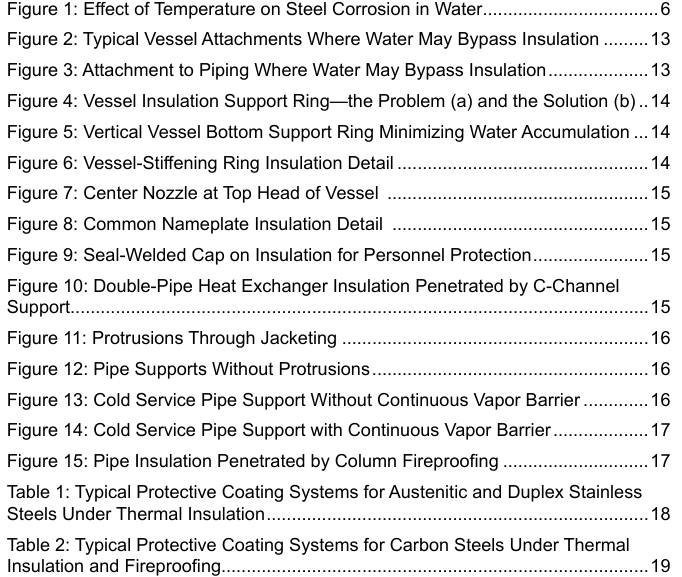 Figure 1: Effect of Temperature on Steel Corrosion in Water....................................6
Figure 2: Typical Vessel Attachments Where Water May Bypass Insulation .........13
Figure 3: Attachment to Piping Where Water May Bypass Insulation....................13
Figure 4: Vessel Insulation Support Ring—the Problem (a) and the Solution (b)..14
Figure 5: Vertical Vessel Bottom Support Ring Minimizing Water Accumulation ...14
Figure 6: Vessel-Stiffening Ring Insulation Detail ..................................................14
Figure 7: Center Nozzle at Top Head of Vessel ....................................................15
Figure 8: Common Nameplate Insulation Detail ...................................................15
Figure 9: Seal-Welded Cap on Insulation for Personnel Protection.......................15
Figure 10: Double-Pipe Heat Exchanger Insulation Penetrated by C-Channel
Support....................................................................................................................15
Figure 11: Protrusions Through Jacketing .............................................................16
Figure 12: Pipe Supports Without Protrusions.......................................................16
Figure 13: Cold Service Pipe Support Without Continuous Vapor Barrier .............16
Figure 14: Cold Service Pipe Support with Continuous Vapor Barrier...................17
Figure 15: Pipe Insulation Penetrated by Column Fireproofing .............................17
Table 1: Typical Protective Coating Systems for Austenitic and Duplex Stainless
Steels Under Thermal Insulation.............................................................................18
Table 2: Typical Protective Coating Systems for Carbon Steels Under Thermal
Insulation and Fireproofing......................................................................................19